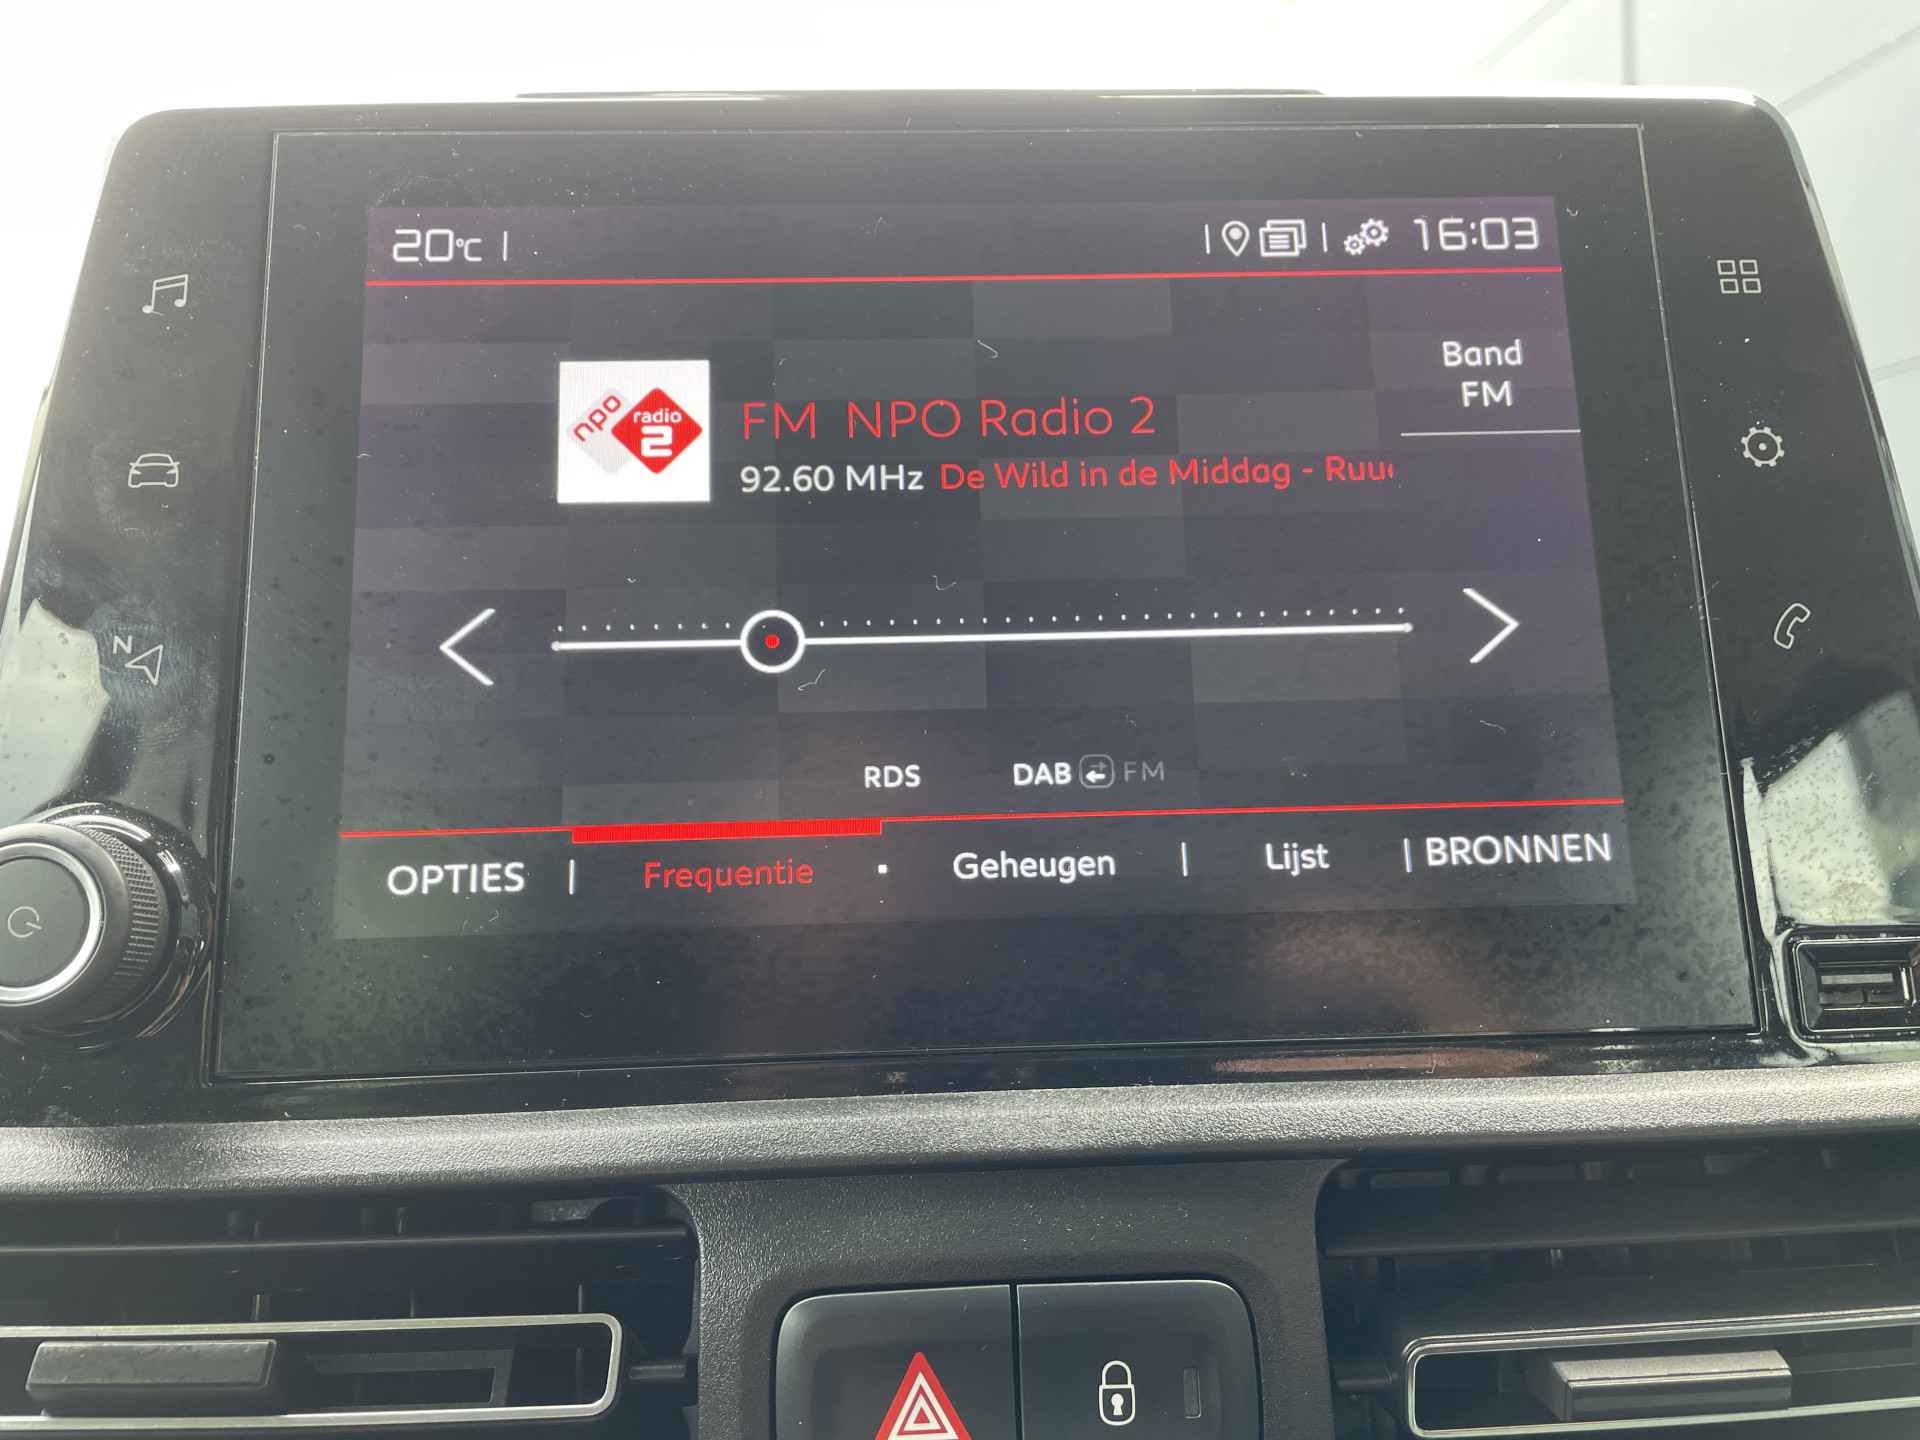 20°C
16:03
Band
FM
npo
radio
2
FM NPO Radio 2
92.60 MHz De Wild in de Middag - Ruu
N
RDS DAB FM
OPTIES Frequentie Geheugen Lijst BRONNEN